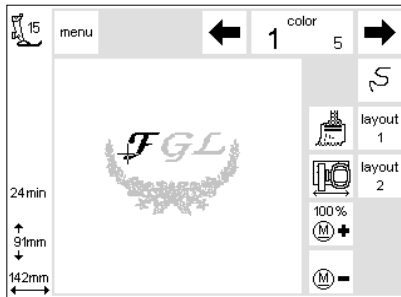 15
menu
color
1 5
layout
1
layout
2
FGL
24min
91mm
142mm
100%
M +
M -